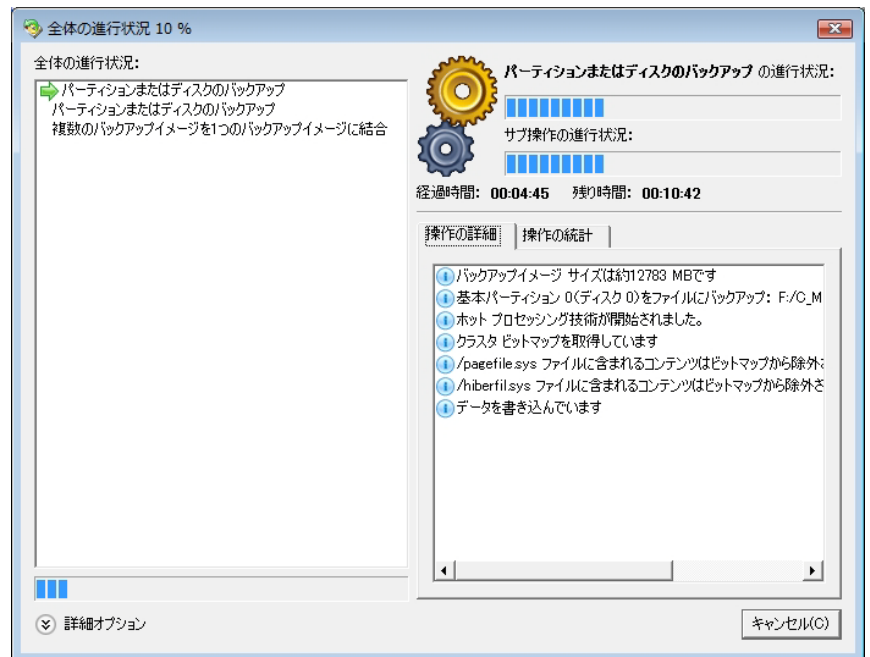 全体の進行状況 10 %
全体の進行状況:
パーティションまたはディスクのバックアップ
パーティションまたはディスクのバックアップ
複数のバックアップイメージを1つのバックアップイメージに結合
パーティションまたはディスクのバックアップ の進行状況:
サブ操作の進行状況:
経過時間: 00:04:45 残り時間: 00:10:42
操作の詳細 操作の統計
バックアップイメージ サイズは約12783 MBです
基本パーティション 0(ディスク 0)をファイルにバックアップ: F:/C_M
ホット プロセッシング技術が開始されました。
クラスタ ビットマップを取得しています
/pagefile.sys ファイルに含まれるコンテンツはビットマップから除外
/hiberfil.sys ファイルに含まれるコンテンツはビットマップから除外さ
データを書き込んでいます
詳細オプション
キャンセル(C)